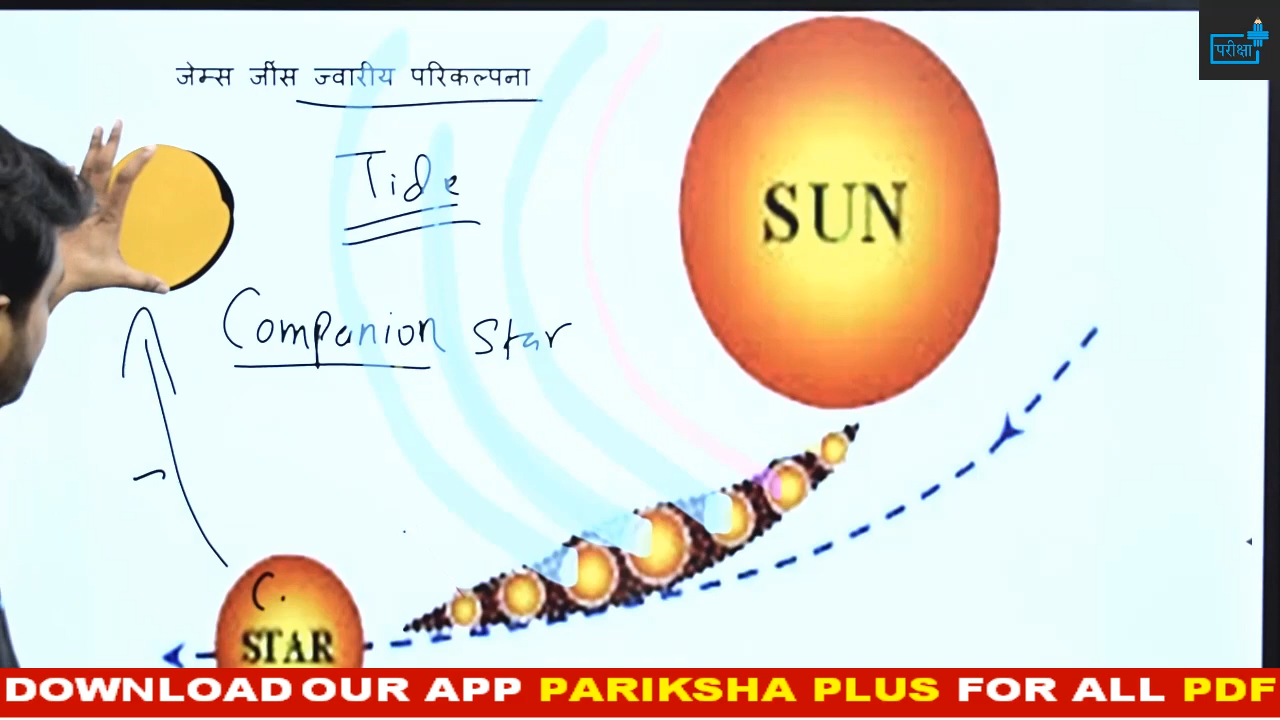 परीक्षा
जेम्स जींस ज्वारीय परिकल्पना
Tide
SUN
Companion Star
C.
STAR
DOWNLOAD OUR APP PARIKSHA PLUS FOR ALL PDF